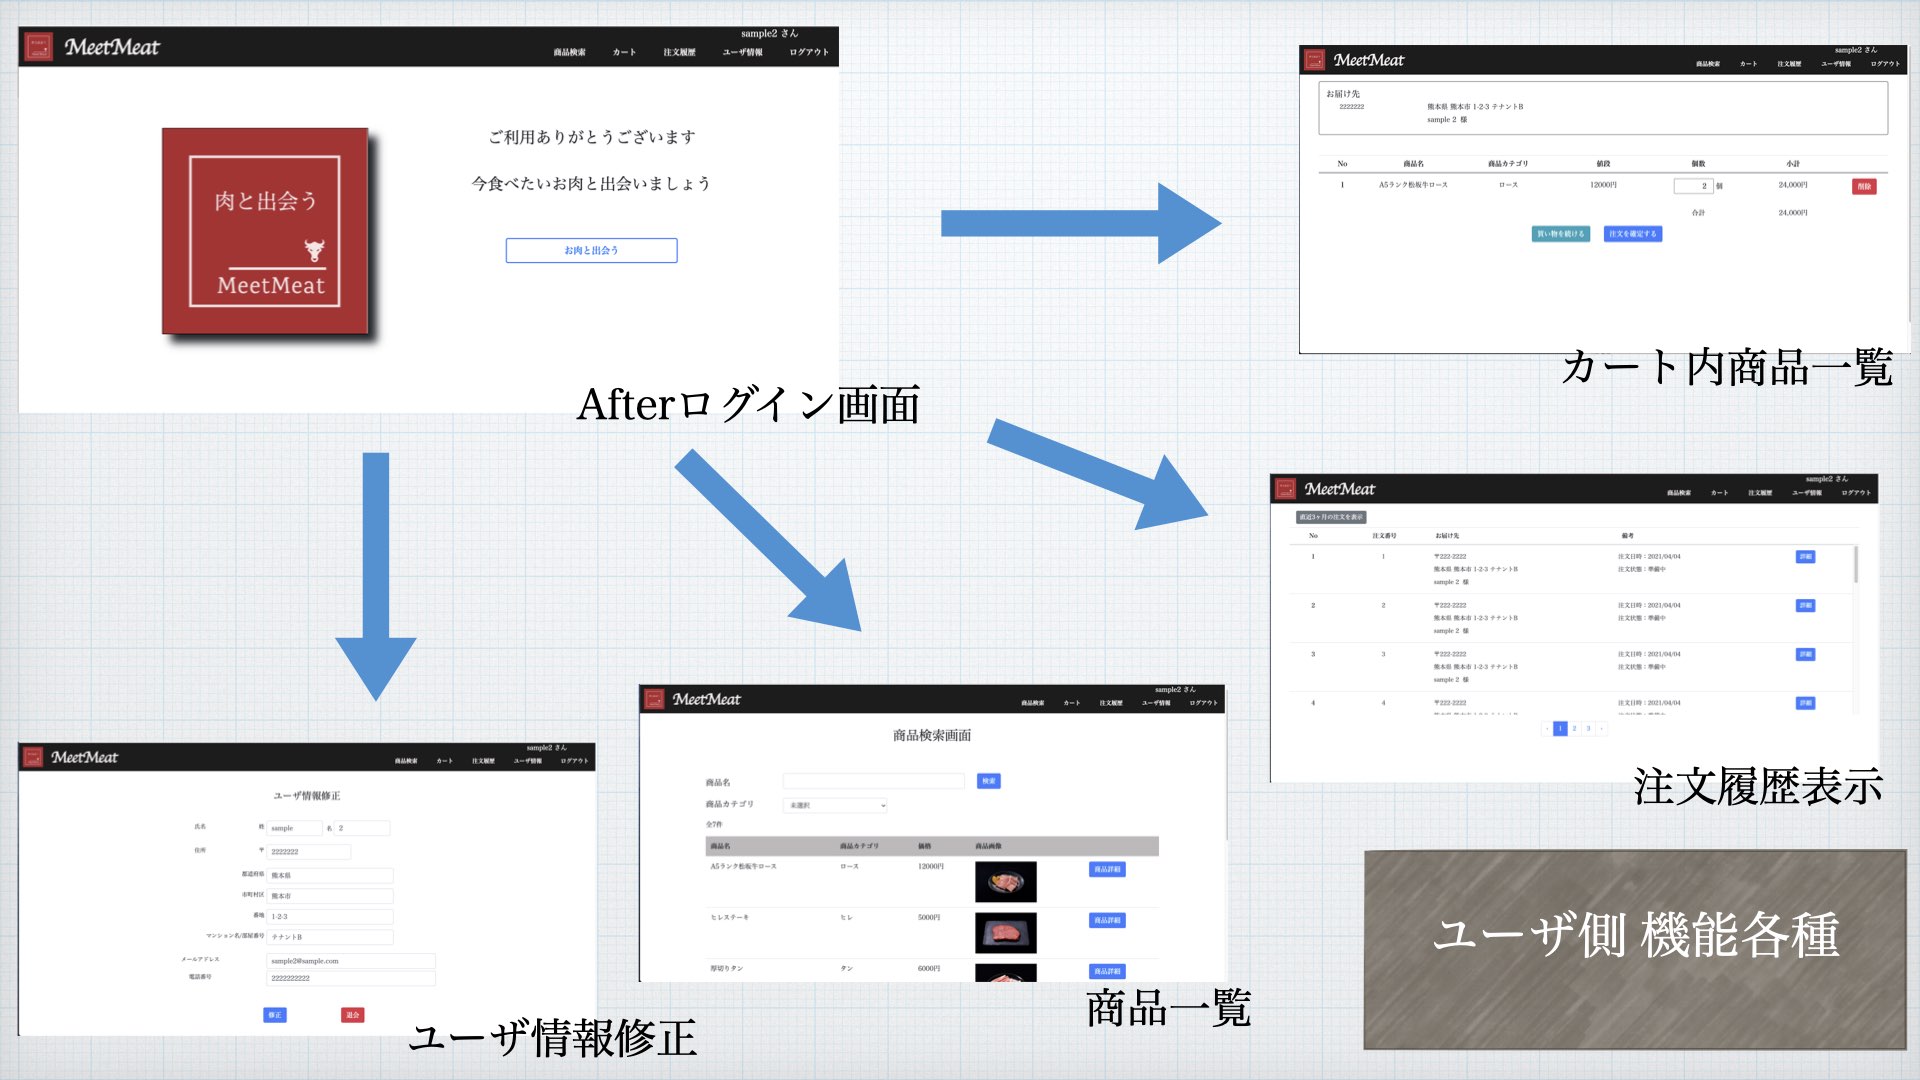 MeetMeat
sample2 さん
商品検索 カート 注文履歴 ユーザ情報 ログアウト
肉と出会う
MeetMeat
ご利用ありがとうございます
今食べたいお肉と出会いましょう
お肉と出会う
Afterログイン画面
MeetMeat
sample2 さん
商品検索 カート 注文履歴 ユーザ情報 ログアウト
お届け先
2222222 熊本県 熊本市 1-2-3 テナントB
sample 2 様
No 商品名 商品カテゴリ 値段 個数 小計
1 A5ランク松阪牛ロース ロース 12000円 2 個 24,000円 削除
合計 24,000円
買い物を続ける 注文を確定する
カート内商品一覧
MeetMeat
sample2 さん
商品検索 カート 注文履歴 ユーザ情報 ログアウト
直近3ヶ月の注文を表示
No 注文番号 お届け先 備考
1 1 〒222-2222 注文日時：2021/04/04 詳細
熊本県 熊本市 1-2-3 テナントB 注文状態：準備中
sample 2 様
2 2 〒222-2222 注文日時：2021/04/04 詳細
熊本県 熊本市 1-2-3 テナントB 注文状態：準備中
sample 2 様
3 3 〒222-2222 注文日時：2021/04/04 詳細
熊本県 熊本市 1-2-3 テナントB 注文状態：準備中
sample 2 様
4 4 〒222-2222 注文日時：2021/04/04 詳細
‹ 1 2 3 ›
注文履歴表示
MeetMeat
sample2 さん
商品検索 カート 注文履歴 ユーザ情報 ログアウト
商品検索画面
商品名 検索
商品カテゴリ 未選択
全7件
商品名 商品カテゴリ 価格 商品画像
A5ランク松阪牛ロース ロース 12000円 商品詳細
ヒレステーキ ヒレ 5000円 商品詳細
厚切りタン タン 6000円 商品詳細
商品一覧
MeetMeat
sample2 さん
商品検索 カート 注文履歴 ユーザ情報 ログアウト
ユーザ情報修正
氏名 姓 sample 名 2
住所 〒 2222222
都道府県 熊本県
市町村区 熊本市
番地 1-2-3
マンション名/部屋番号 テナントB
メールアドレス sample2@sample.com
電話番号 2222222222
修正 退会
ユーザ情報修正
ユーザ側 機能各種